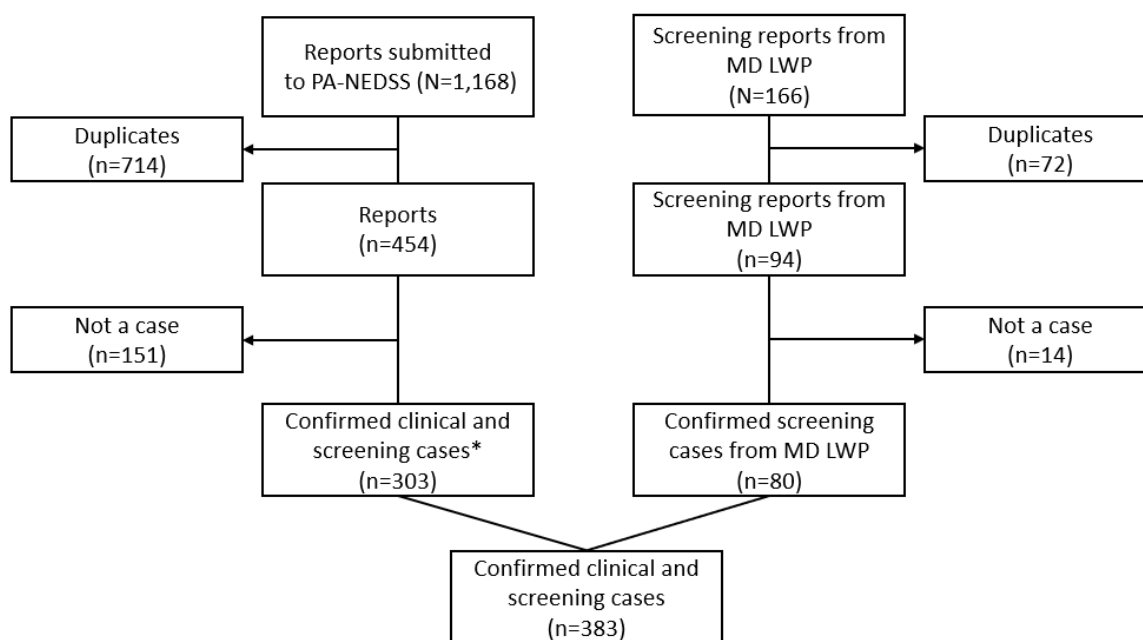 Reports submitted
to PA-NEDSS (N=1,168)
Screening reports from
MD LWP
(N=166)
Duplicates
(n=714)
Duplicates
(n=72)
Reports
(n=454)
Screening reports from
MD LWP
(n=94)
Not a case
(n=151)
Not a case
(n=14)
Confirmed clinical and
screening cases*
(n=303)
Confirmed screening
cases from MD LWP
(n=80)
Confirmed clinical and
screening cases
(n=383)